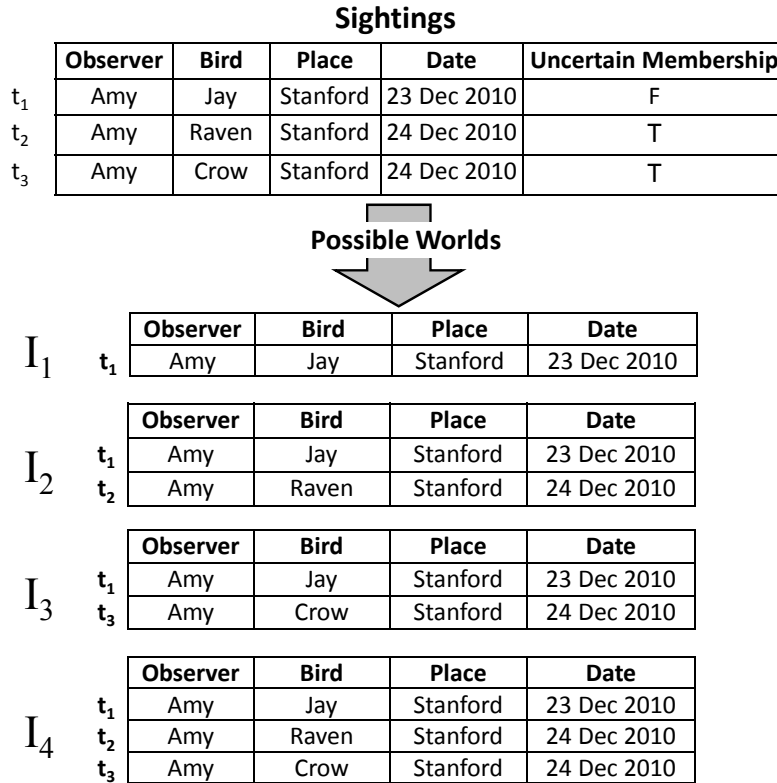 Sightings
Observer Bird Place Date Uncertain Membership
t1 Amy Jay Stanford 23 Dec 2010 F
t2 Amy Raven Stanford 24 Dec 2010 T
t3 Amy Crow Stanford 24 Dec 2010 T
Possible Worlds
Observer Bird Place Date
I1 t1 Amy Jay Stanford 23 Dec 2010
Observer Bird Place Date
I2 t1 Amy Jay Stanford 23 Dec 2010
t2 Amy Raven Stanford 24 Dec 2010
Observer Bird Place Date
I3 t1 Amy Jay Stanford 23 Dec 2010
t3 Amy Crow Stanford 24 Dec 2010
Observer Bird Place Date
t1 Amy Jay Stanford 23 Dec 2010
I4 t2 Amy Raven Stanford 24 Dec 2010
t3 Amy Crow Stanford 24 Dec 2010